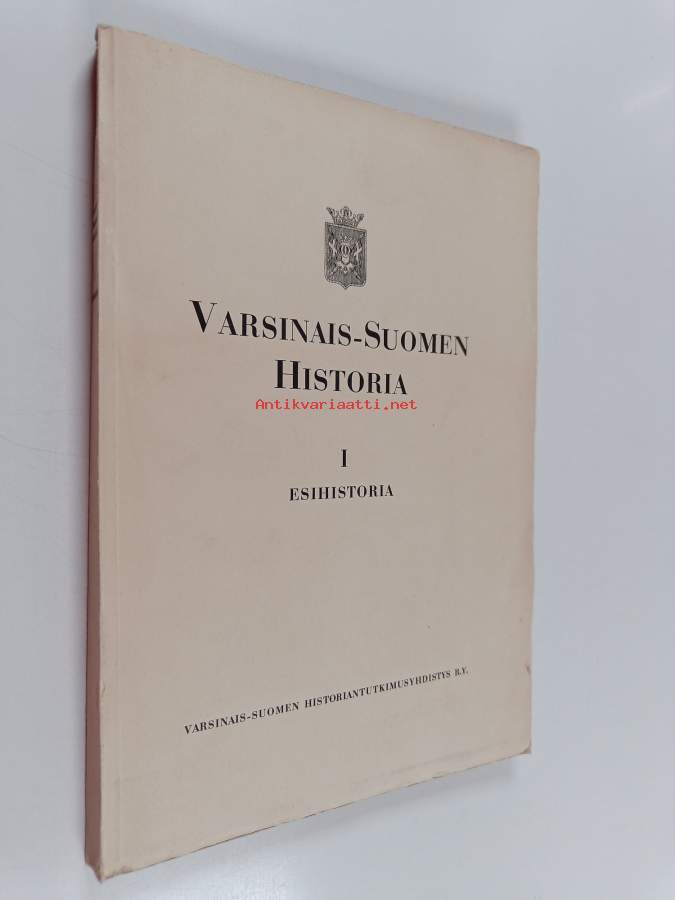 VARSINAIS-SUOMEN
HISTORIA
Antikvariaatti.net
I
ESIHISTORIA
VARSINAIS-SUOMEN HISTORIANTUTKIMUSYHDISTYS R.Y.